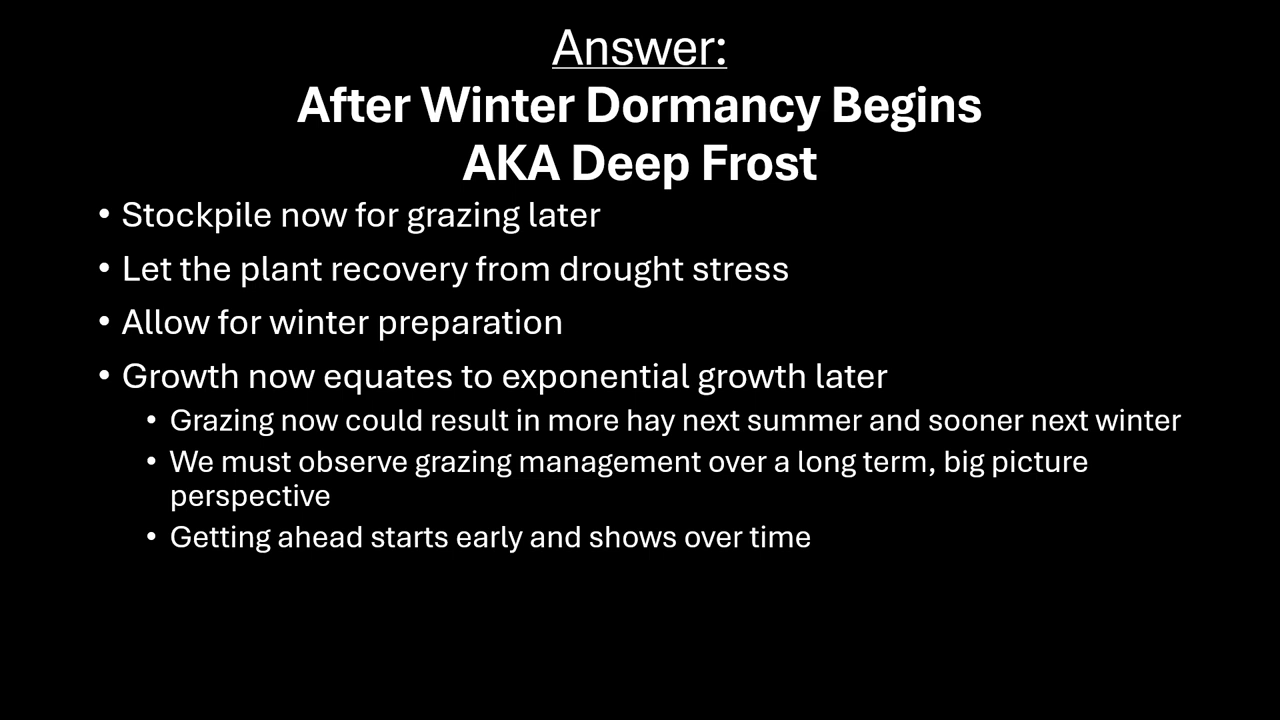 Answer:
After Winter Dormancy Begins
AKA Deep Frost
• Stockpile now for grazing later
• Let the plant recovery from drought stress
• Allow for winter preparation
• Growth now equates to exponential growth later
• Grazing now could result in more hay next summer and sooner next winter
• We must observe grazing management over a long term, big picture
perspective
• Getting ahead starts early and shows over time